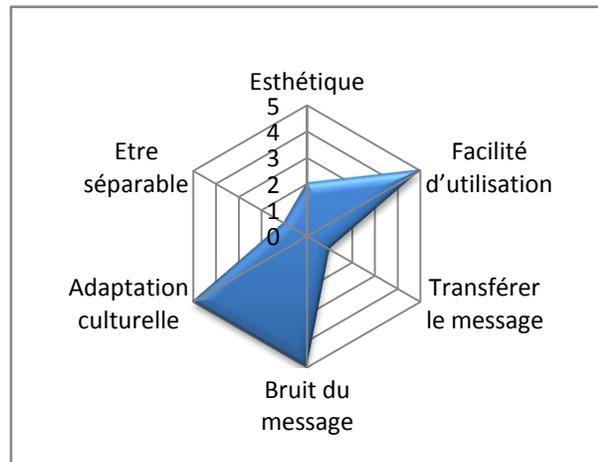 Esthétique
5
4
3
2
1
0
Facilité
d’utilisation
Transférer
le message
Bruit du
message
Adaptation
culturelle
Etre
séparable